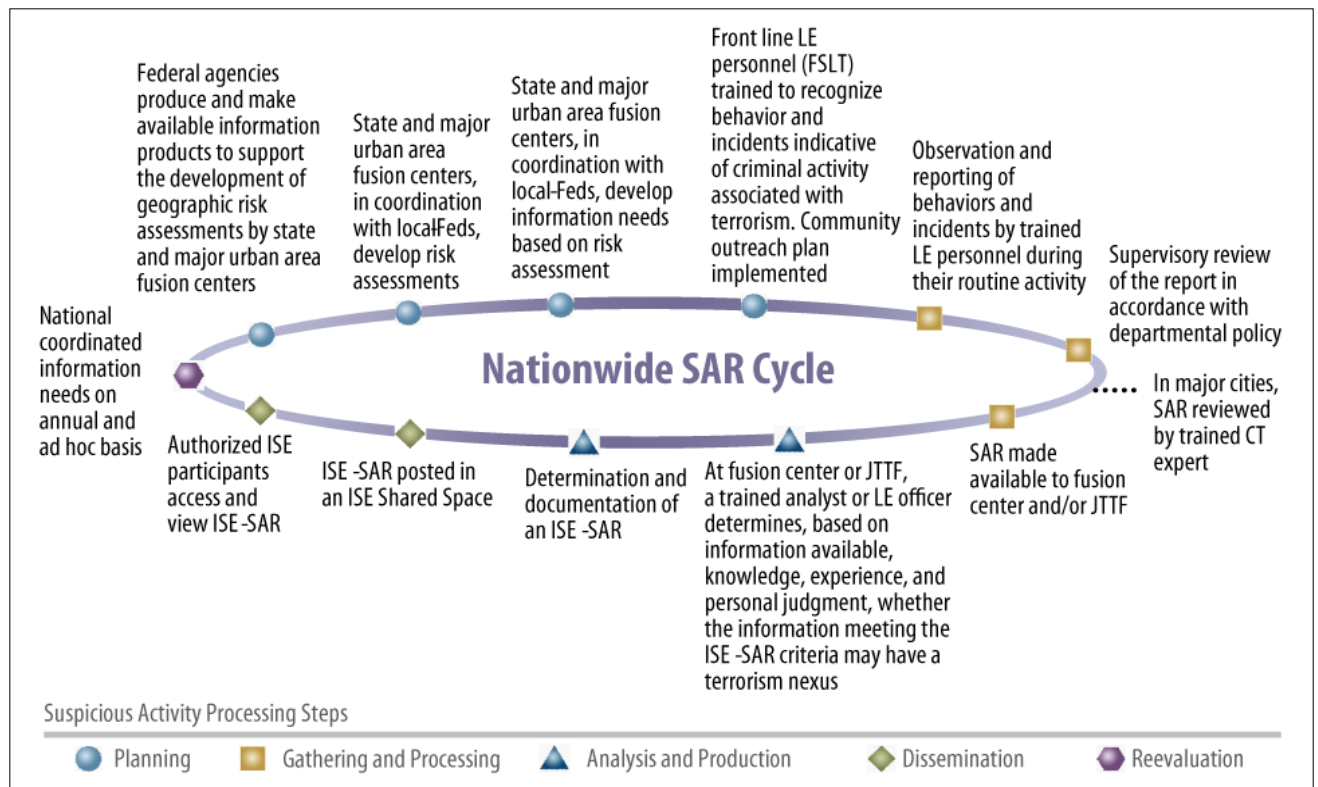 Federal agencies
produce and make
available information
products to support
the development of
geographic risk
assessments by state
and major urban area
fusion centers
State and major
urban area
fusion centers,
in coordination
with local-Feds,
develop risk
assessments
State and major
urban area fusion
centers, in
coordination with
local-Feds, develop
information needs
based on risk
assessment
Front line LE
personnel (FSLT)
trained to recognize
behavior and
incidents indicative
of criminal activity
associated with
terrorism. Community
outreach plan
implemented
Observation and
reporting of
behaviors and
incidents by trained
LE personnel during
their routine activity
Supervisory review
of the report in
accordance with
departmental policy
In major cities,
SAR reviewed
by trained CT
expert
National
coordinated
information
needs on
annual and
ad hoc basis
Nationwide SAR Cycle
Authorized ISE
participants
access and
view ISE -SAR
ISE -SAR posted in
an ISE Shared Space
Determination and
documentation of
an ISE -SAR
At fusion center or JTTF,
a trained analyst or LE officer
determines, based on
information available,
knowledge, experience, and
personal judgment, whether
the information meeting the
ISE -SAR criteria may have a
terrorism nexus
SAR made
available to fusion
center and/or JTTF
Suspicious Activity Processing Steps
Planning
Gathering and Processing
Analysis and Production
Dissemination
Reevaluation